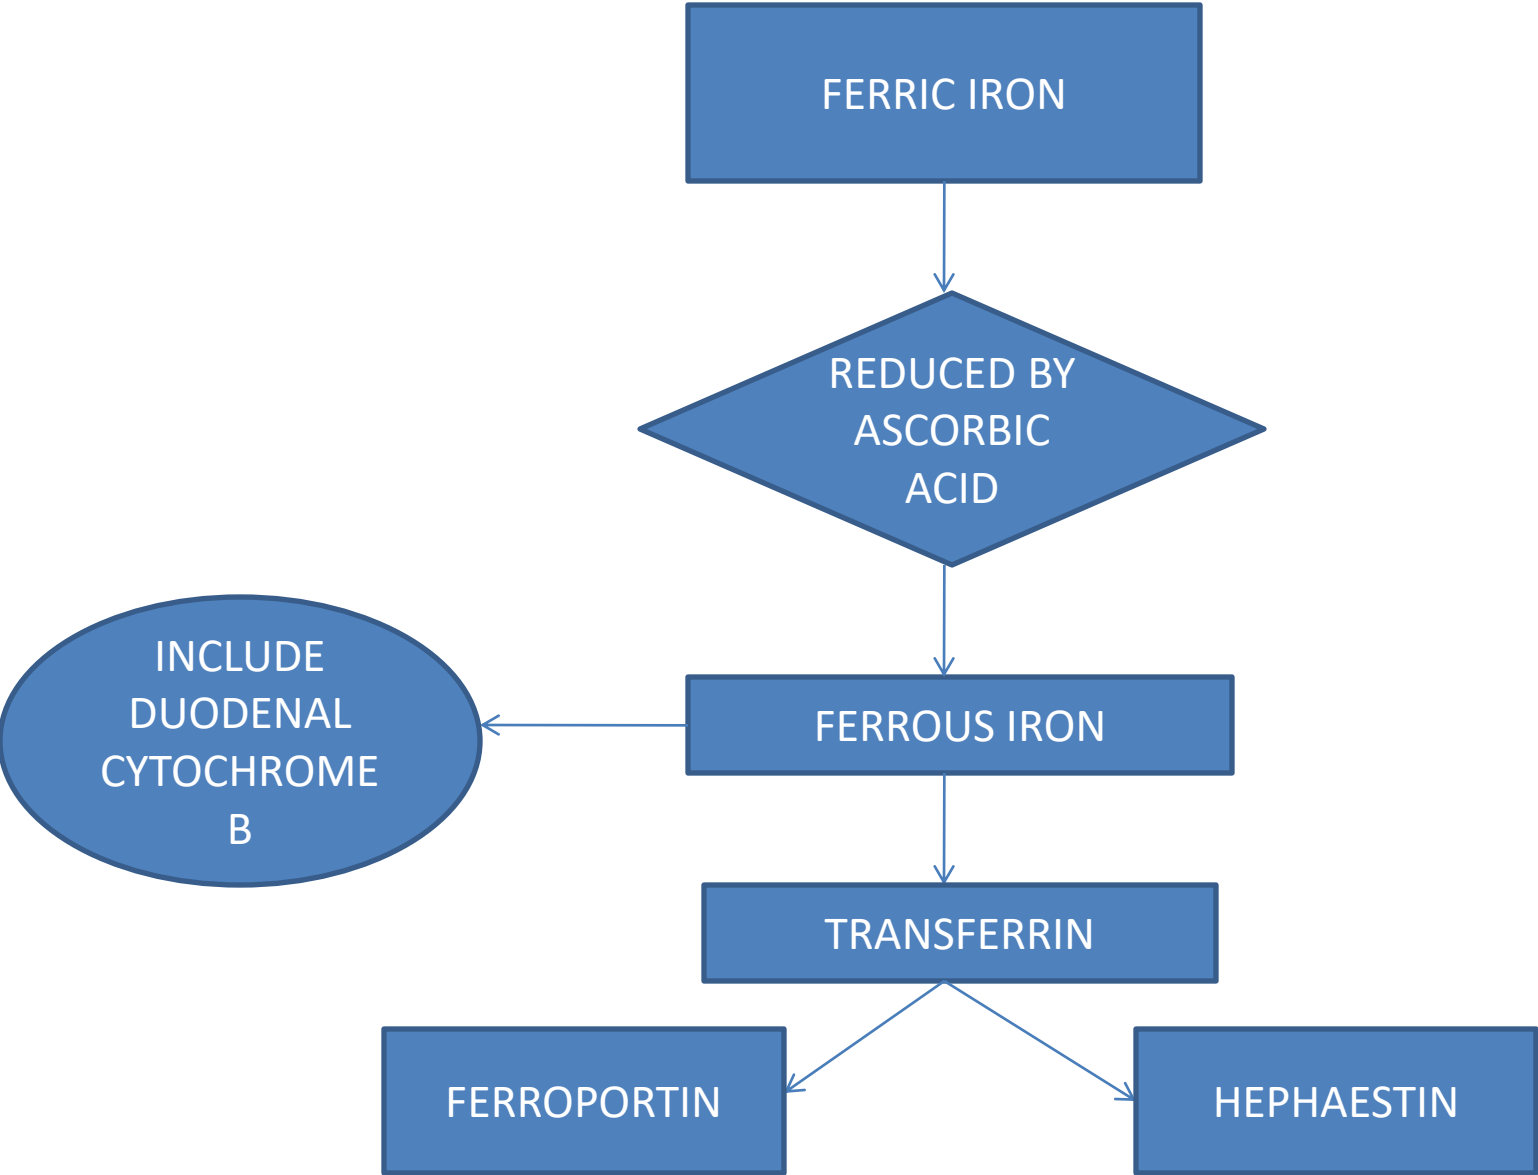 FERRIC IRON
REDUCED BY
ASCORBIC
ACID
INCLUDE
DUODENAL
CYTOCHROME
B
FERROUS IRON
TRANSFERRIN
FERROPORTIN
HEPHAESTIN